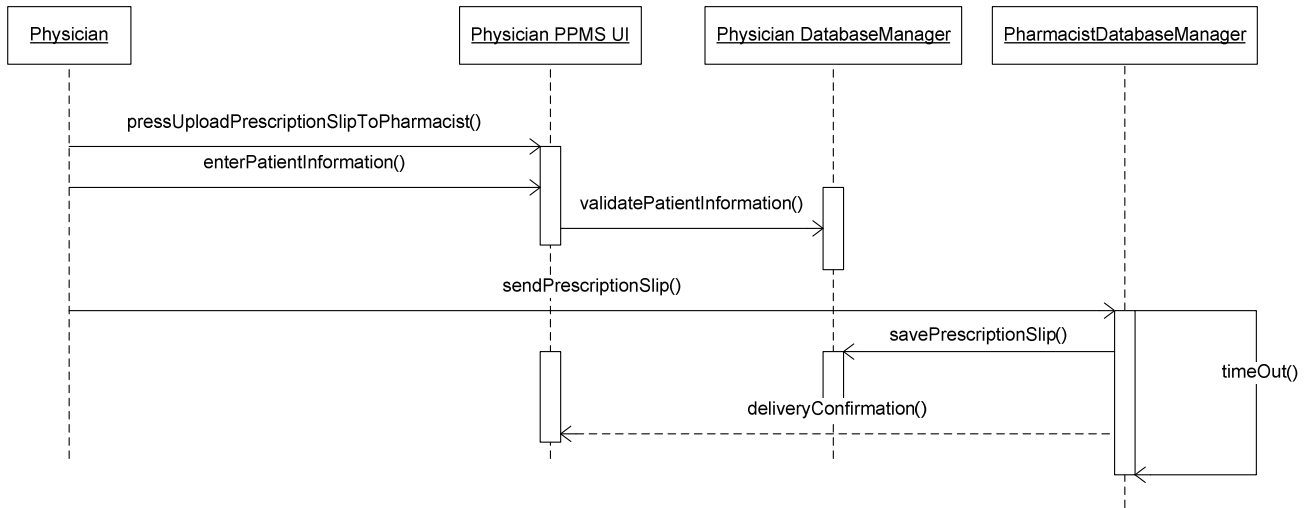 Physician
Physician PPMS UI
Physician DatabaseManager
PharmacistDatabaseManager
pressUploadPrescriptionSlipToPharmacist()
enterPatientInformation()
validatePatientInformation()
sendPrescriptionSlip()
savePrescriptionSlip()
timeOut()
deliveryConfirmation()